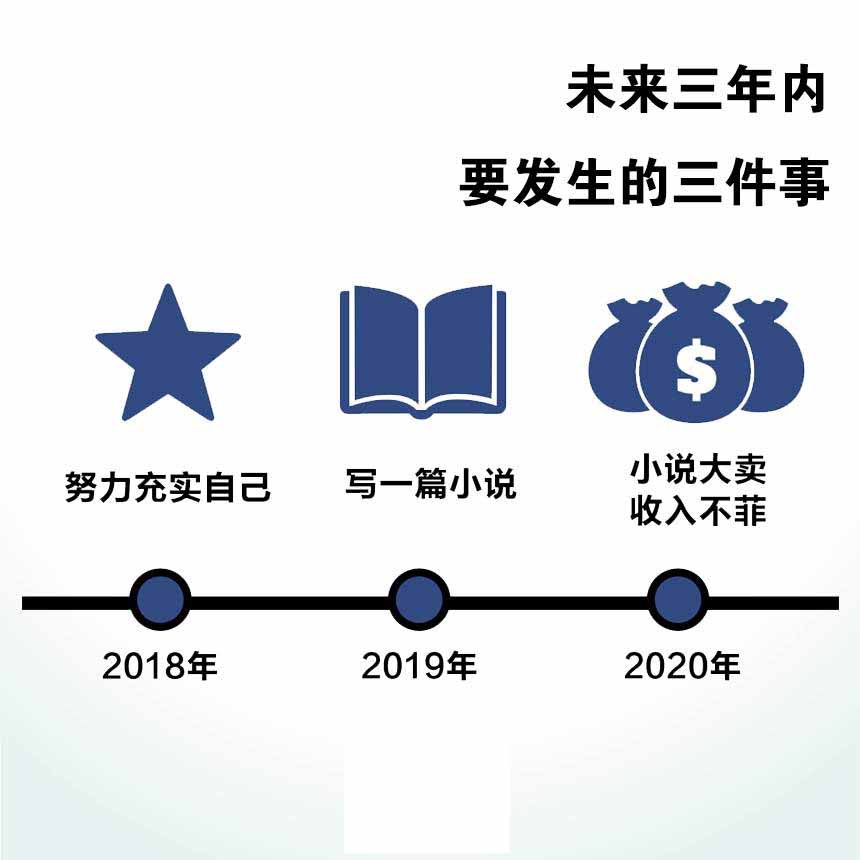 未来三年内
要发生的三件事
$
努力充实自己
写一篇小说
小说大卖
收入不菲
2018年
2019年
2020年